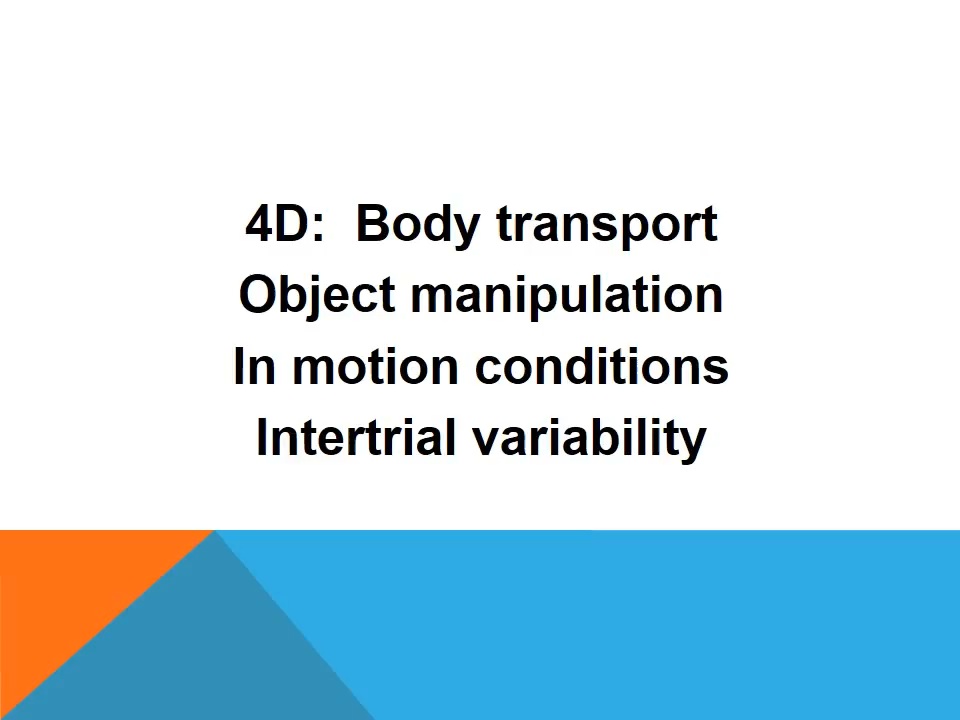 4D:  Body transport
Object manipulation
In motion conditions
Intertrial variability